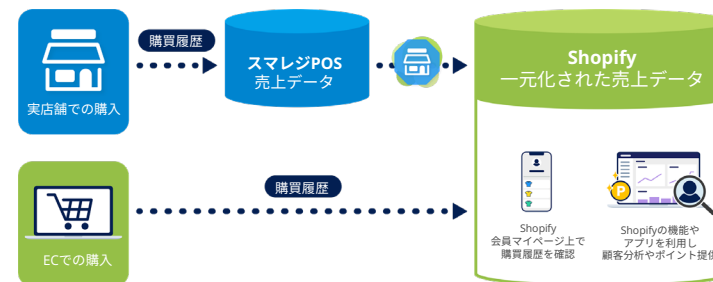 実店舗での購入
購買履歴
スマレジPOS
売上データ
Shopify
一元化された売上データ
ECでの購入
購買履歴
Shopify
会員マイページ上で
購買履歴を確認
P
Shopifyの機能や
アプリを利用し
顧客分析やポイント提供